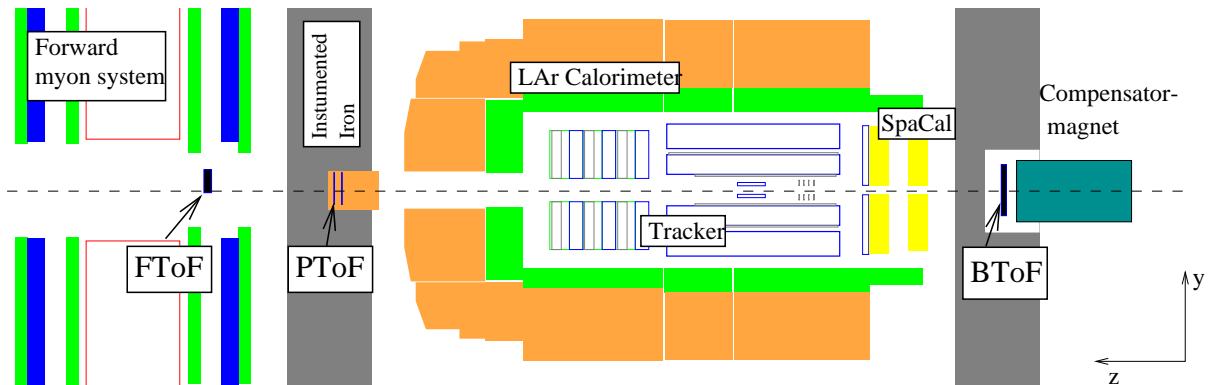 Forward
myon system
Instumented
Iron
LAr Calorimeter
SpaCal
Compensator-
magnet
Tracker
FToF
PToF
BToF
y
z